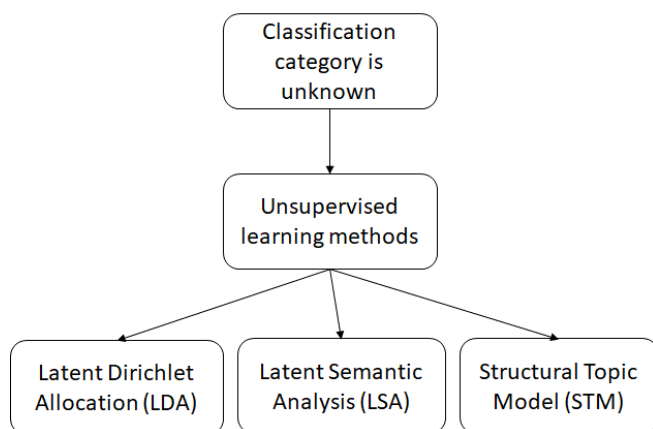 Classification
category is
unknown
Unsupervised
learning methods
Latent Dirichlet
Allocation (LDA)
Latent Semantic
Analysis (LSA)
Structural Topic
Model (STM)